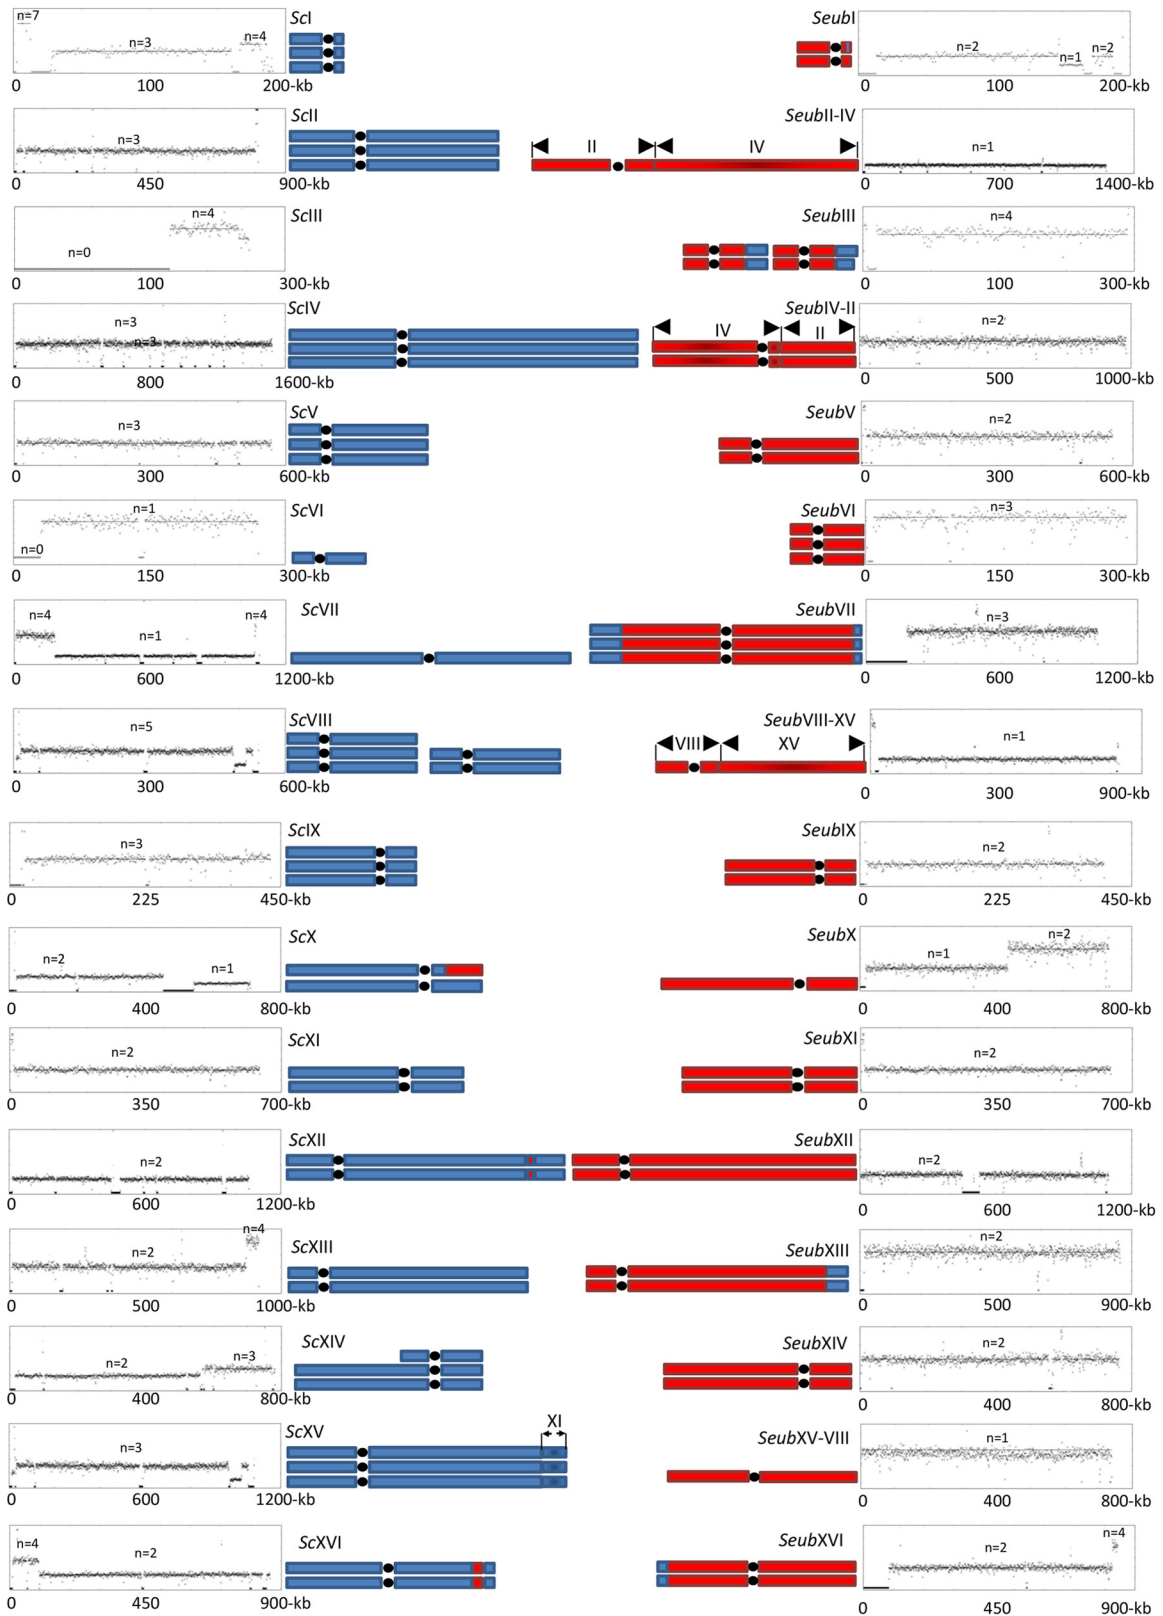 n=7
n=3
n=4
ScI
0
100
200-kb
SeubI
n=2
n=1
n=2
0
100
200-kb
ScII
n=3
0
450
900-kb
SeubII-IV
II
IV
n=1
0
700
1400-kb
ScIII
n=4
n=0
0
100
300-kb
SeubIII
n=4
0
100
300-kb
ScIV
n=3
n=3
0
800
1600-kb
SeubIV-II
IV
II
n=2
0
500
1000-kb
ScV
n=3
0
300
600-kb
SeubV
n=2
0
300
600-kb
ScVI
n=1
n=0
0
150
300-kb
SeubVI
n=3
0
150
300-kb
ScVII
n=4
n=1
n=4
0
600
1200-kb
SeubVII
n=3
0
600
1200-kb
ScVIII
n=5
0
300
600-kb
SeubVIII-XV
VIII
XV
n=1
0
300
900-kb
ScIX
n=3
0
225
450-kb
SeubIX
n=2
0
225
450-kb
ScX
n=2
n=1
0
400
800-kb
SeubX
n=1
n=2
0
400
800-kb
ScXI
n=2
0
350
700-kb
SeubXI
n=2
0
350
700-kb
ScXII
n=2
0
600
1200-kb
SeubXII
n=2
0
600
1200-kb
ScXIII
n=2
n=4
0
500
1000-kb
SeubXIII
n=2
0
500
900-kb
ScXIV
n=2
n=3
0
400
800-kb
SeubXIV
n=2
0
400
800-kb
ScXV
XI
n=3
0
600
1200-kb
SeubXV-VIII
n=1
0
400
800-kb
ScXVI
n=4
n=2
0
450
900-kb
SeubXVI
n=2
n=4
0
450
900-kb